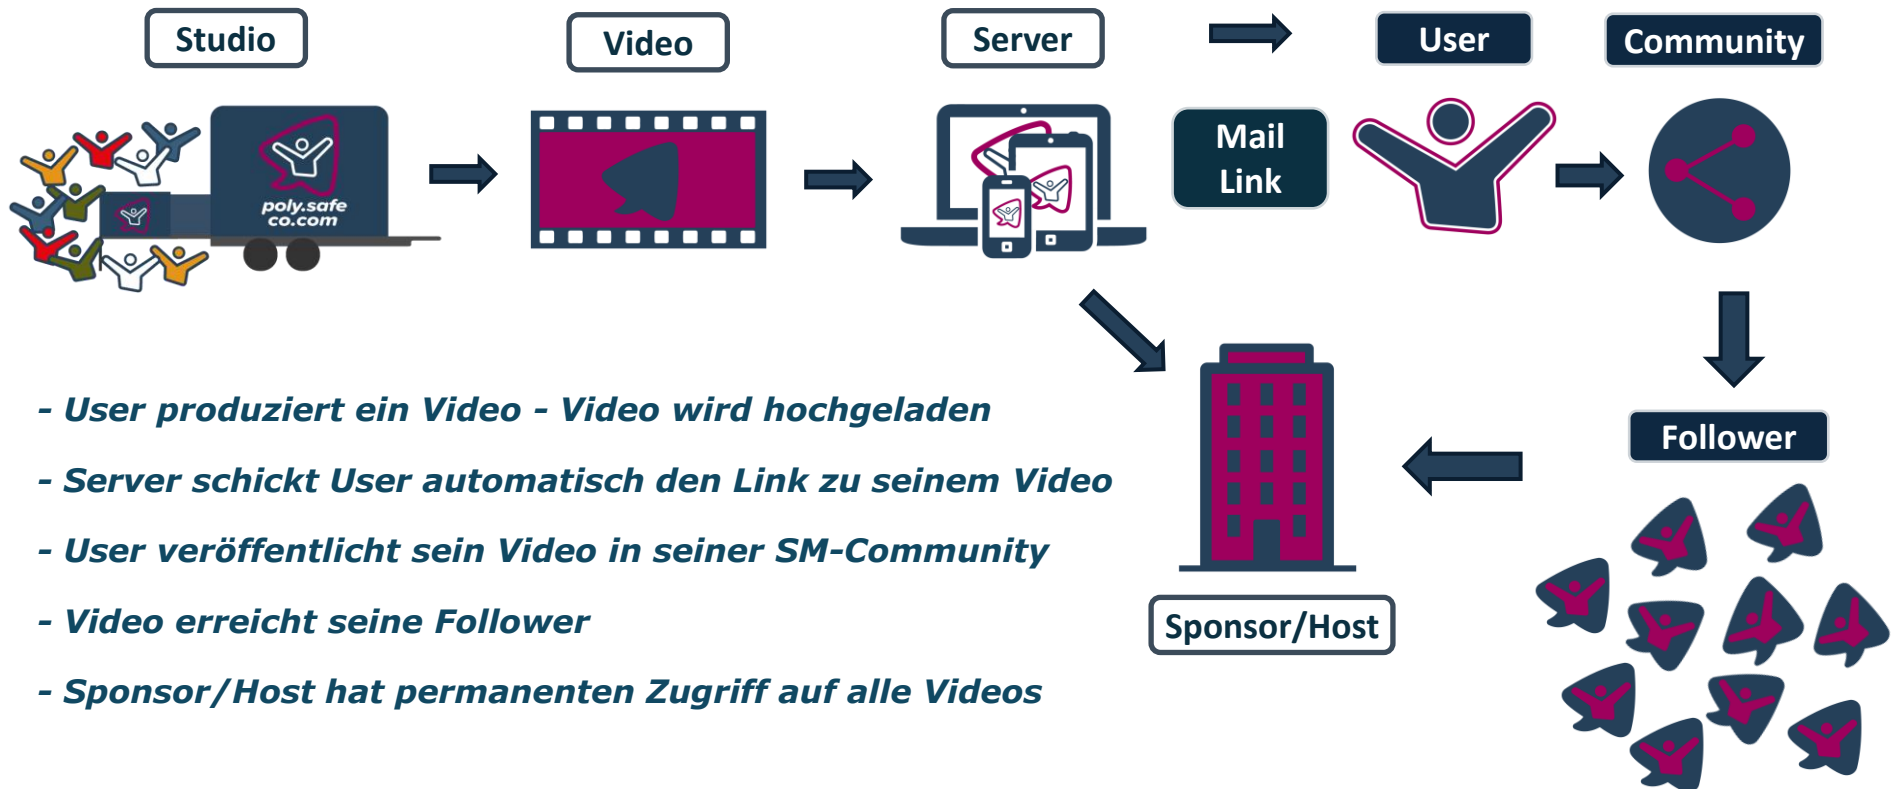 Studio
Video
Server
User
Community
poly.safe
co.com
Mail
Link
- User produziert ein Video - Video wird hochgeladen
- Server schickt User automatisch den Link zu seinem Video
- User veröffentlicht sein Video in seiner SM-Community
- Video erreicht seine Follower
- Sponsor/Host hat permanenten Zugriff auf alle Videos
Sponsor/Host
Follower